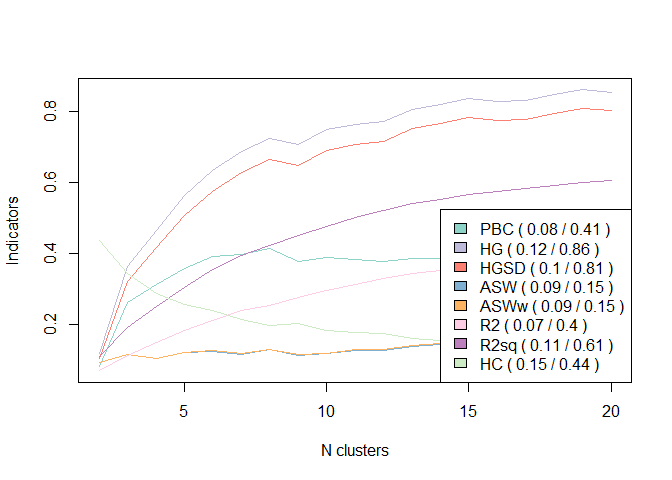 Indicators
0.8
0.6
0.4
0.2
PBC ( 0.08 / 0.41 )
HG ( 0.12 / 0.86 )
HGSD ( 0.1 / 0.81 )
ASW ( 0.09 / 0.15 )
ASWw ( 0.09 / 0.15 )
R2 ( 0.07 / 0.4 )
R2sq ( 0.11 / 0.61 )
HC ( 0.15 / 0.44 )
5
10
15
20
N clusters